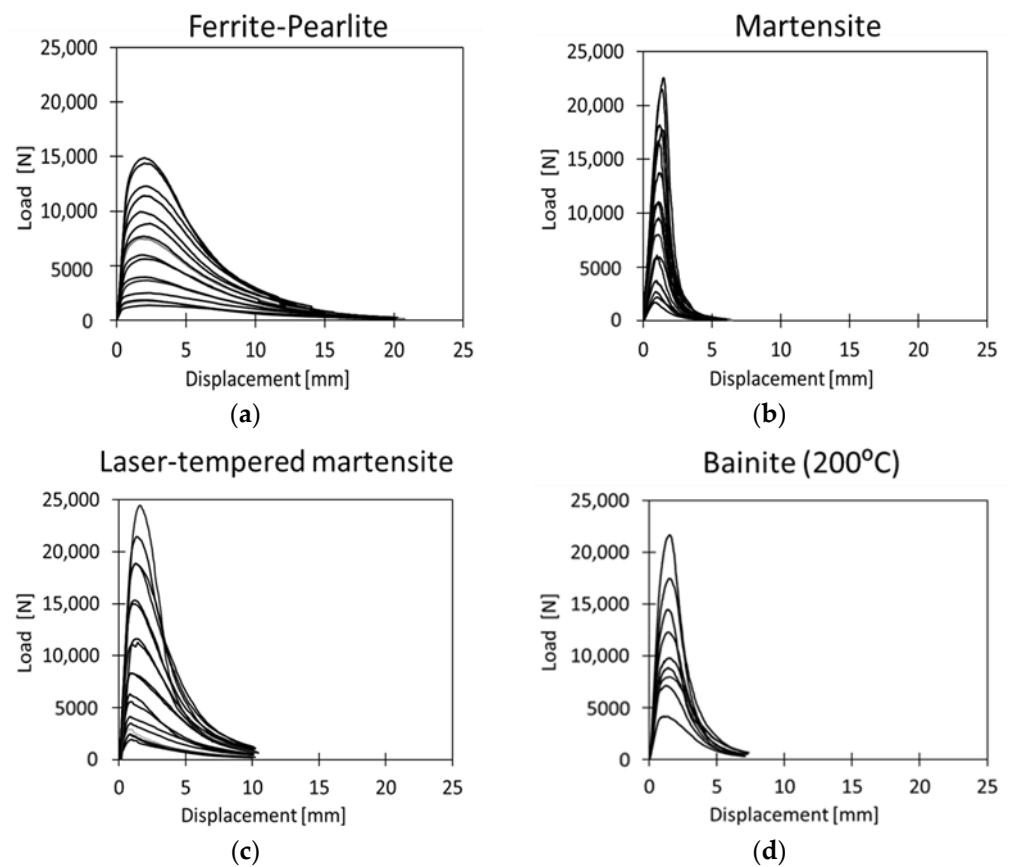 Ferrite-Pearlite
25,000
20,000
15,000
10,000
5000
0
Load [N]
0 5 10 15 20 25
Displacement [mm]
(a)
Martensite
25,000
20,000
15,000
10,000
5000
0
Load [N]
0 5 10 15 20 25
Displacement [mm]
(b)
Laser-tempered martensite
25,000
20,000
15,000
10,000
5000
0
Load [N]
0 5 10 15 20 25
Displacement [mm]
(c)
Bainite (200⁰C)
25,000
20,000
15,000
10,000
5000
0
Load [N]
0 5 10 15 20 25
Displacement [mm]
(d)